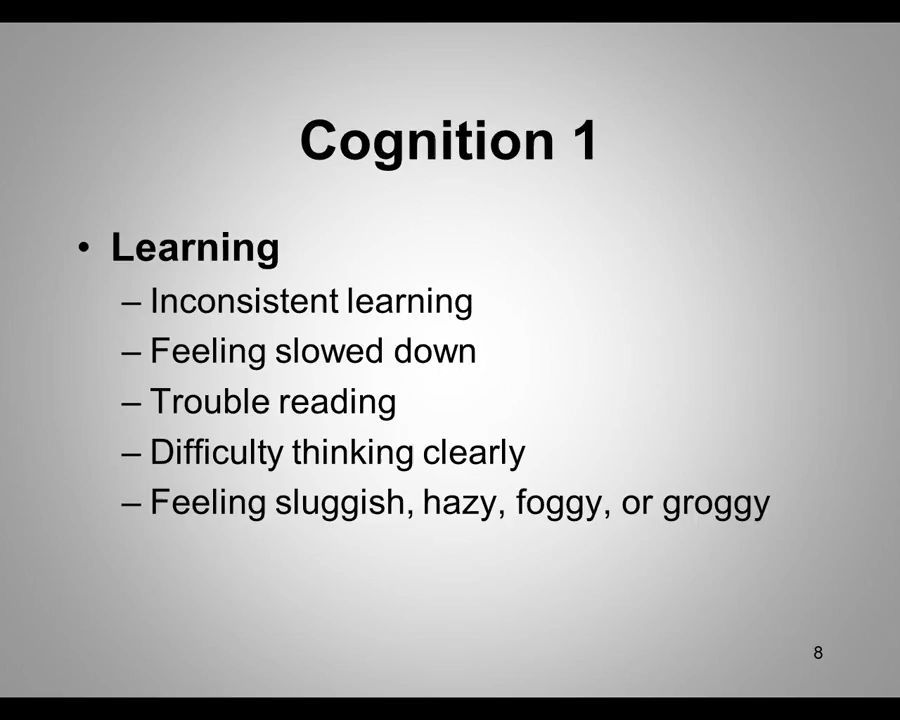 Cognition 1
• Learning
– Inconsistent learning
– Feeling slowed down
– Trouble reading
– Difficulty thinking clearly
– Feeling sluggish, hazy, foggy, or groggy
8